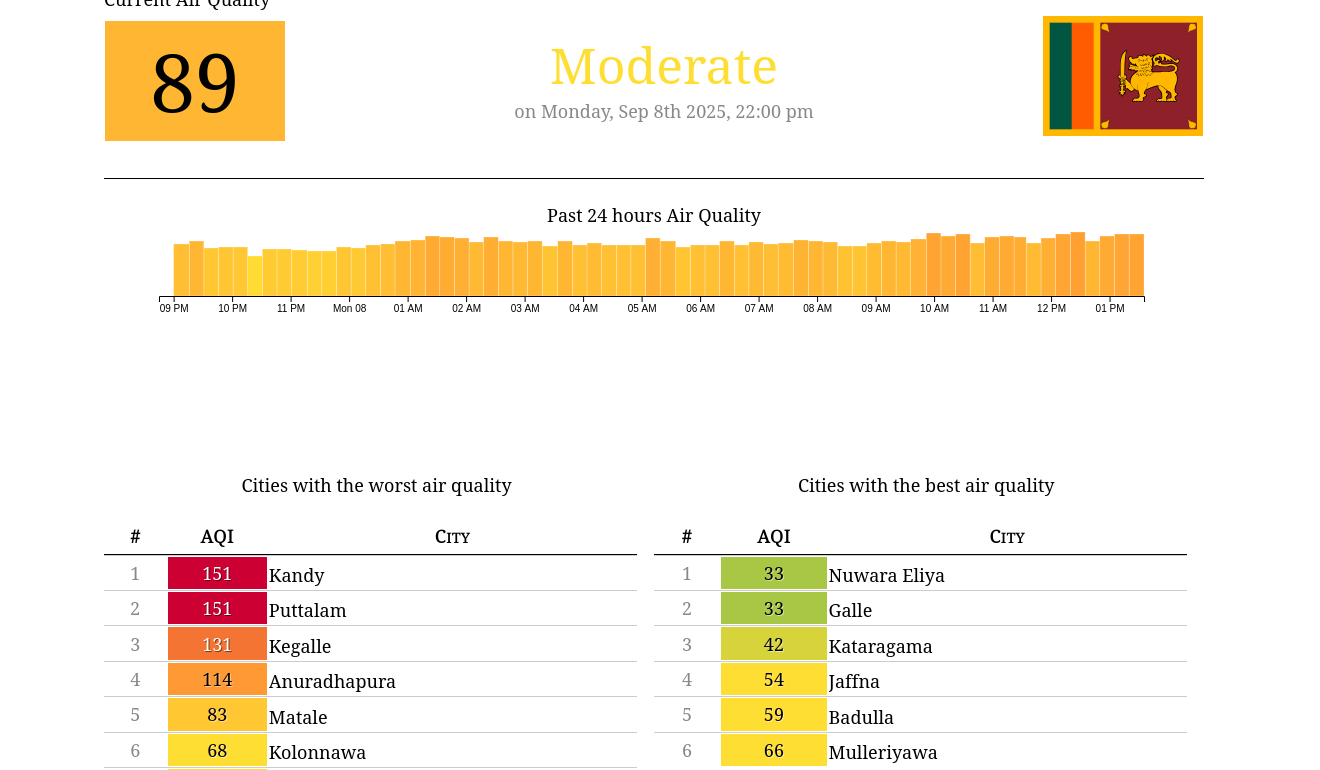 Current Air Quality
89
Moderate
on Monday, Sep 8th 2025, 22:00 pm
Past 24 hours Air Quality
09 PM 10 PM 11 PM Mon 08 01 AM 02 AM 03 AM 04 AM 05 AM 06 AM 07 AM 08 AM 09 AM 10 AM 11 AM 12 PM 01 PM
Cities with the worst air quality
# AQI City
1 151 Kandy
2 151 Puttalam
3 131 Kegalle
4 114 Anuradhapura
5 83 Matale
6 68 Kolonnawa
Cities with the best air quality
# AQI City
1 33 Nuwara Eliya
2 33 Galle
3 42 Kataragama
4 54 Jaffna
5 59 Badulla
6 66 Mulleriyawa